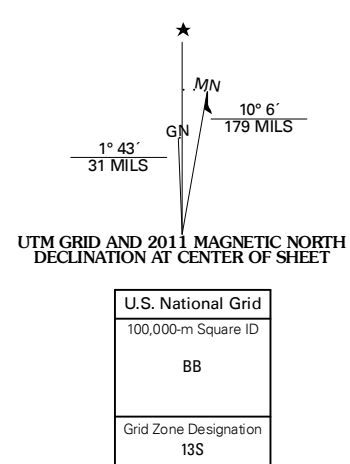 ★
MN
10° 6´
179 MILS
GN
1° 43´
31 MILS
UTM GRID AND 2011 MAGNETIC NORTH
DECLINATION AT CENTER OF SHEET
U.S. National Grid
100,000-m Square ID
BB
Grid Zone Designation
13S